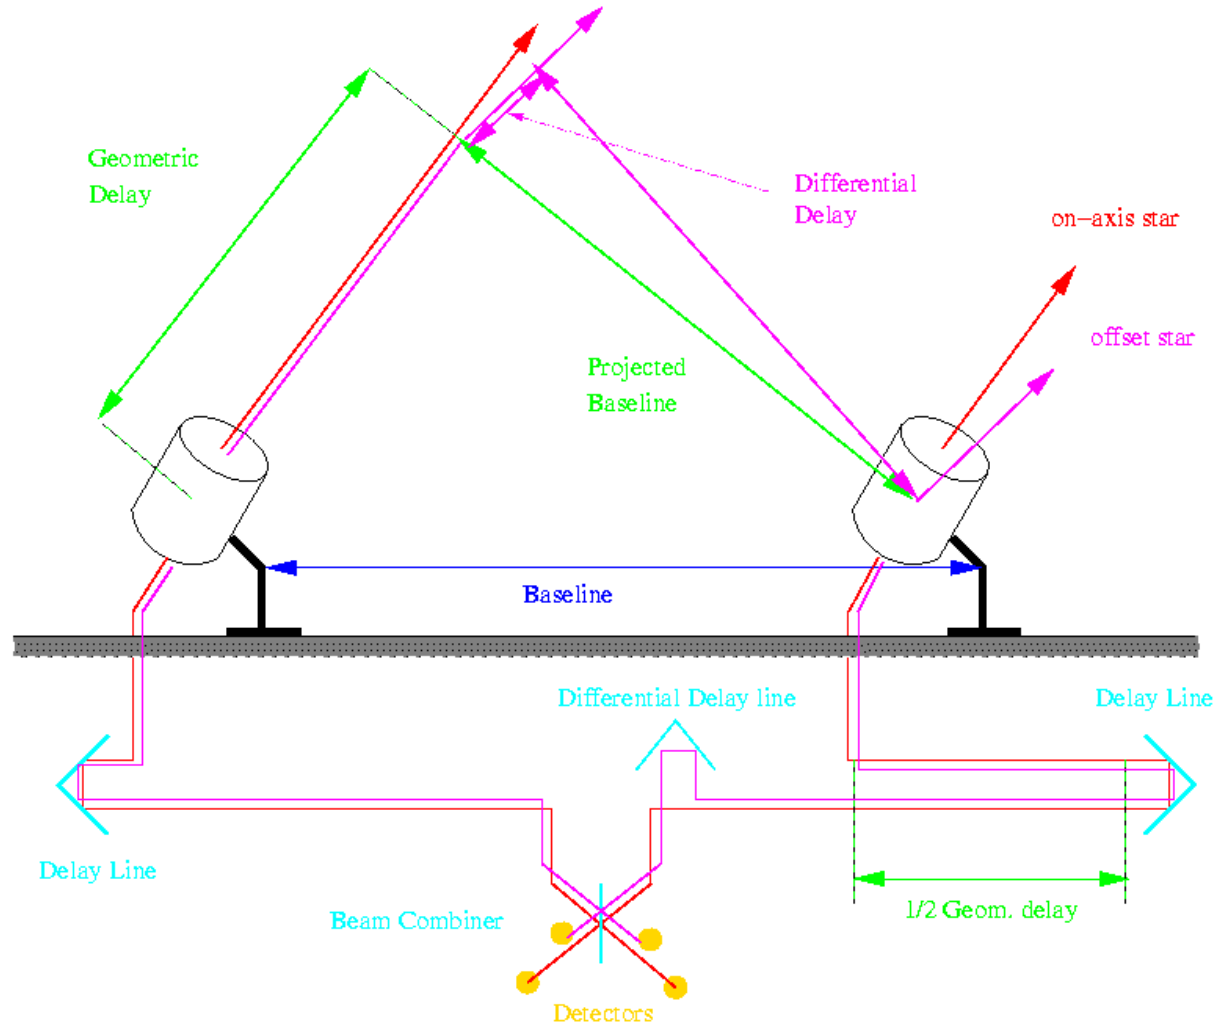 Geometric
Delay
Differential
Delay
on-axis star
offset star
Projected
Baseline
Baseline
Differential Delay line
Delay Line
Delay Line
1/2 Geom. delay
Beam Combiner
Detectors